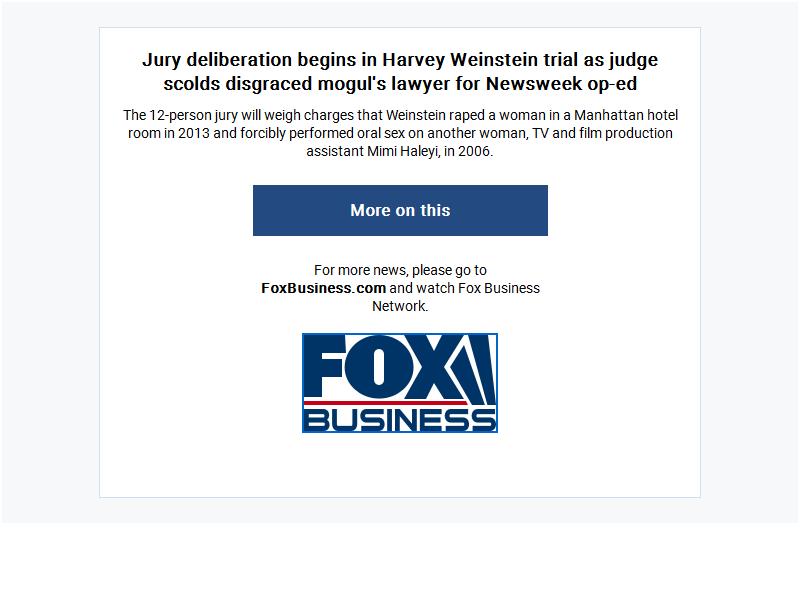 Jury deliberation begins in Harvey Weinstein trial as judge
scolds disgraced mogul's lawyer for Newsweek op-ed
The 12-person jury will weigh charges that Weinstein raped a woman in a Manhattan hotel
room in 2013 and forcibly performed oral sex on another woman, TV and film production
assistant Mimi Haleyi, in 2006.
More on this
For more news, please go to
FoxBusiness.com and watch Fox Business
Network.
FOX
BUSINESS